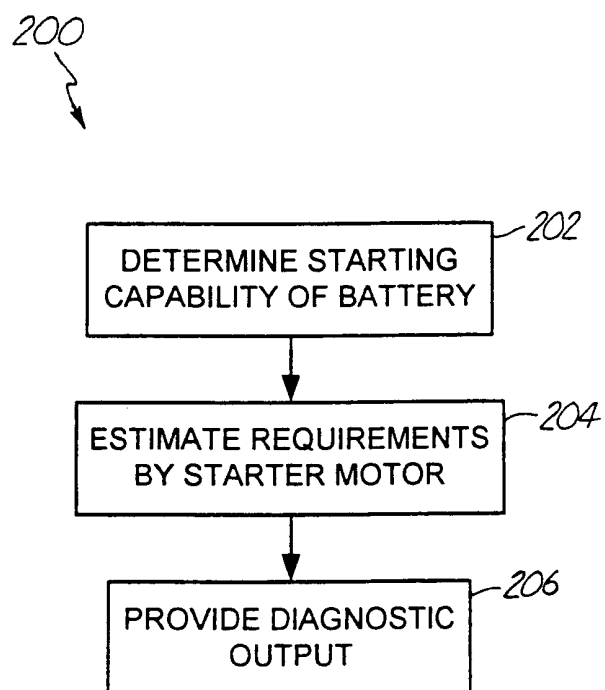 200
202
DETERMINE STARTING
CAPABILITY OF BATTERY
204
ESTIMATE REQUIREMENTS
BY STARTER MOTOR
206
PROVIDE DIAGNOSTIC
OUTPUT